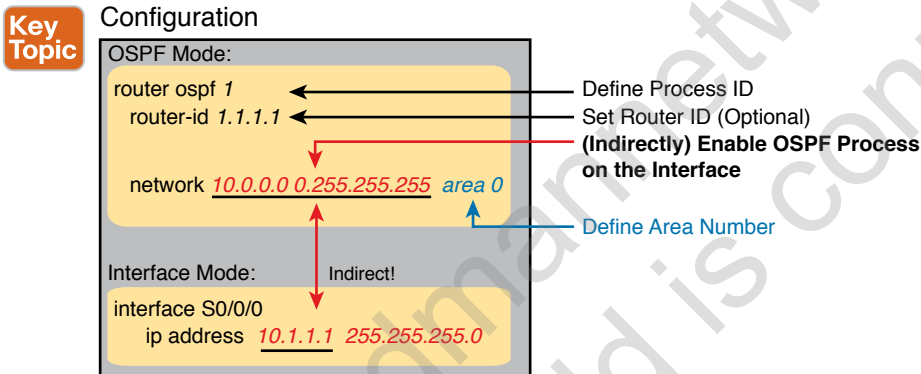 Key
Topic
Configuration
OSPF Mode:
router ospf 1
Define Process ID
router-id 1.1.1.1
Set Router ID (Optional)
(Indirectly) Enable OSPF Process
on the Interface
network 10.0.0.0 0.255.255.255 area 0
Define Area Number
Interface Mode:
Indirect!
interface S0/0/0
ip address 10.1.1.1 255.255.255.0